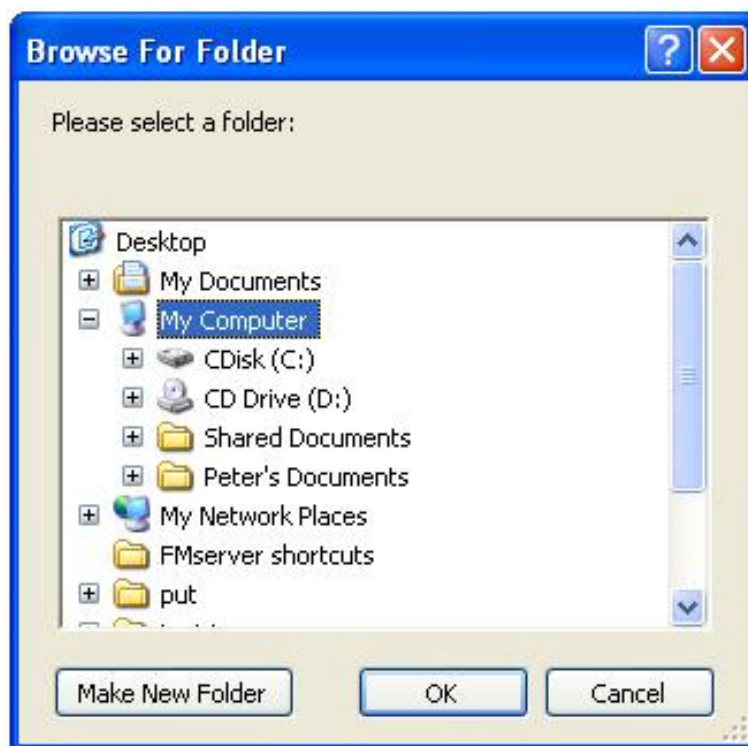 Browse For Folder
Please select a folder:
Desktop
My Documents
My Computer
CDisk (C:)
CD Drive (D:)
Shared Documents
Peter's Documents
My Network Places
FMserver shortcuts
put
Make New Folder
OK
Cancel